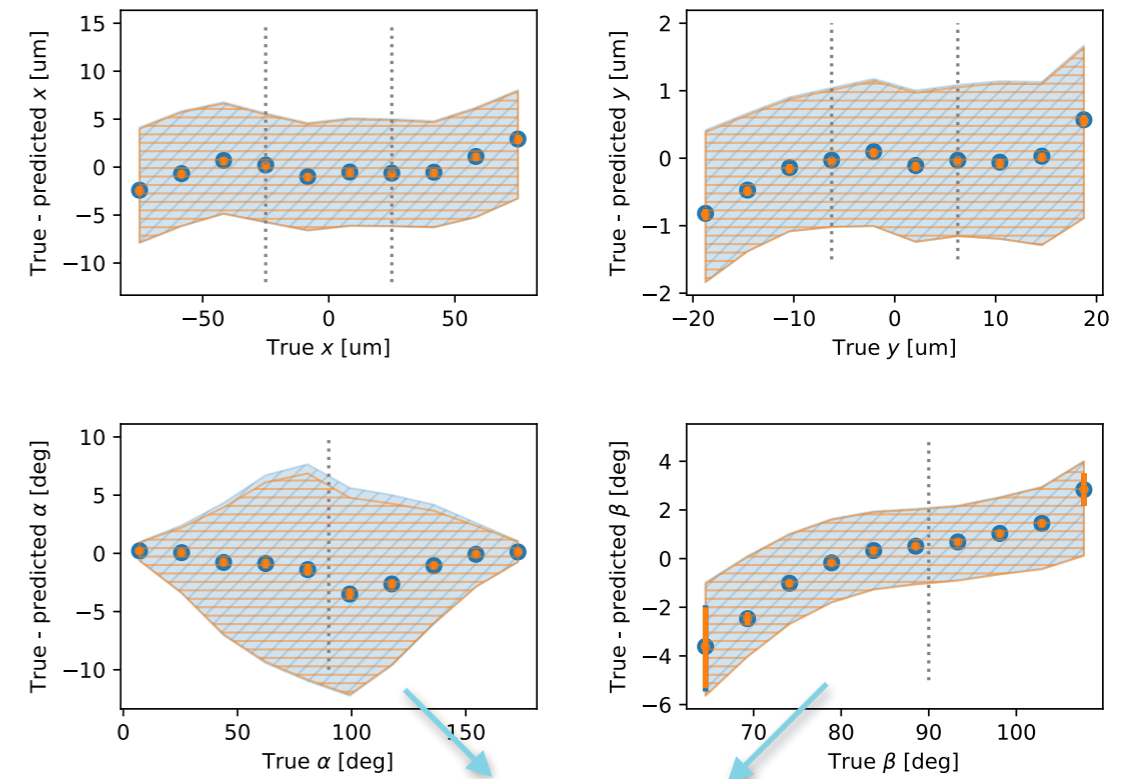 True - predicted x [um]
15
10
5
0
−5
−10
−50 0 50
True x [um]
True - predicted y [um]
2
1
0
−1
−2
−20 −10 0 10 20
True y [um]
True - predicted α [deg]
10
5
0
−5
−10
0 50 100 150
True α [deg]
True - predicted β [deg]
4
2
0
−2
−4
−6
70 80 90 100
True β [deg]